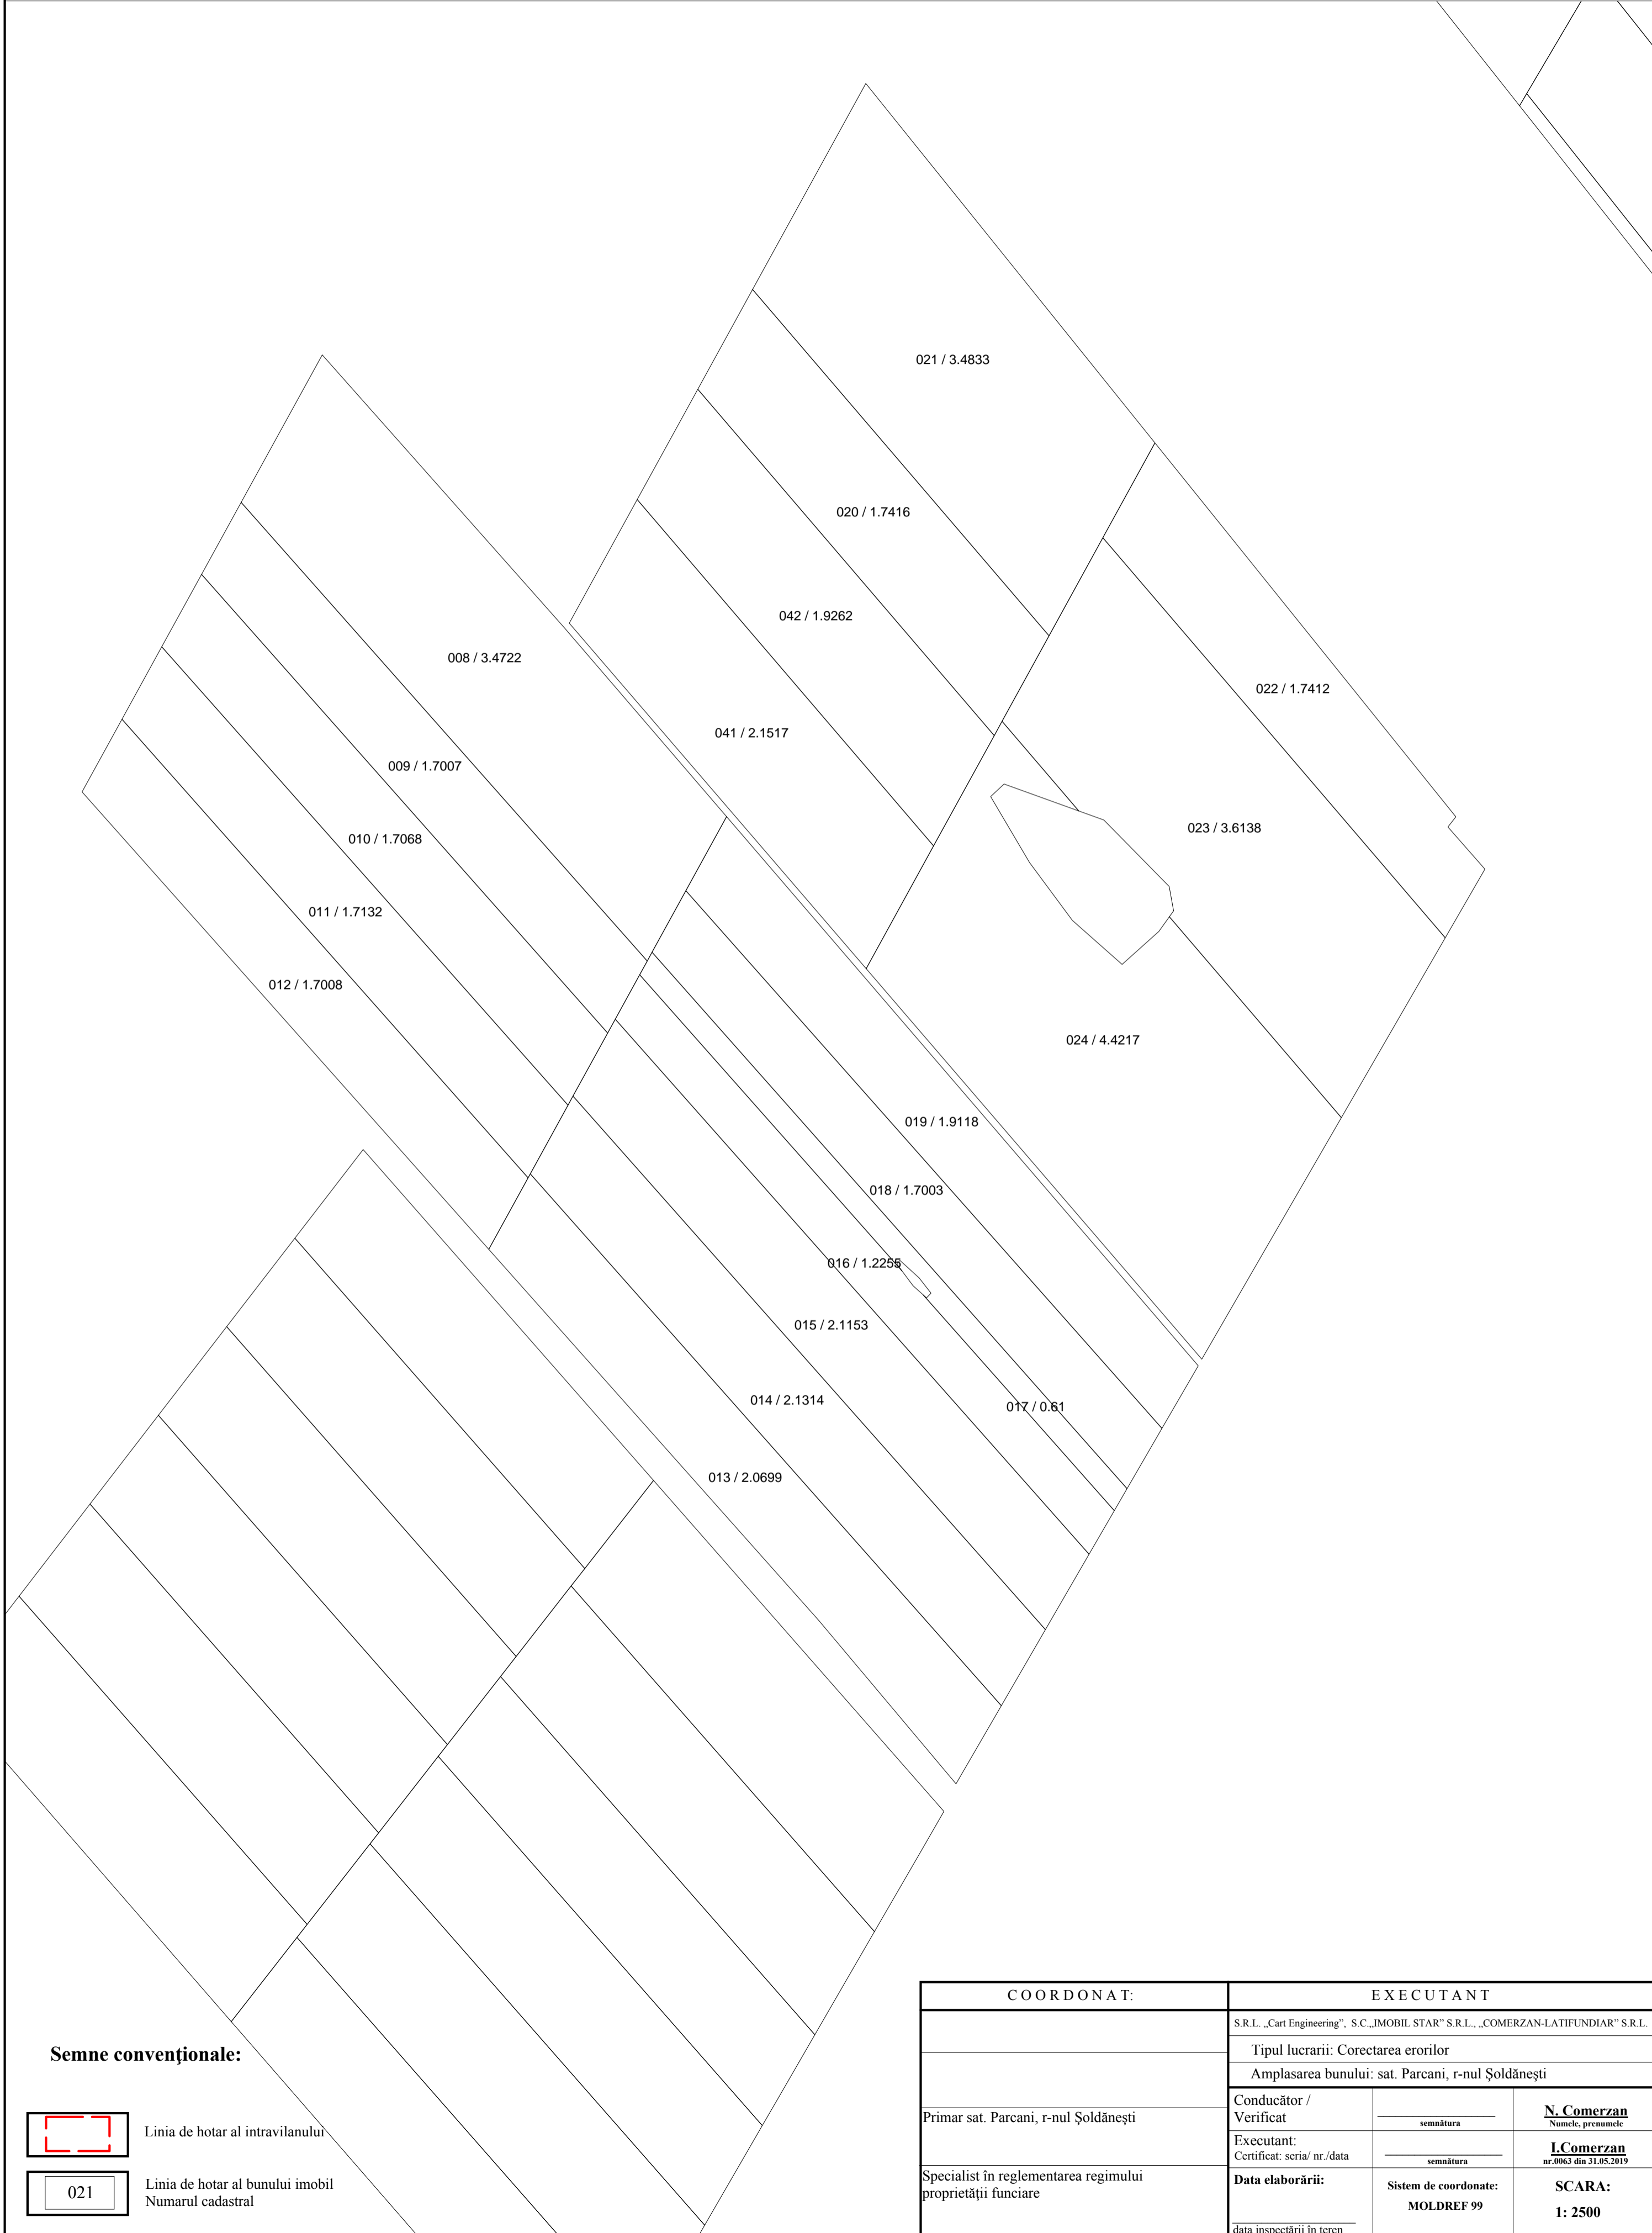 021 / 3.4833
020 / 1.7416
042 / 1.9262
008 / 3.4722
022 / 1.7412
041 / 2.1517
009 / 1.7007
023 / 3.6138
010 / 1.7068
011 / 1.7132
012 / 1.7008
024 / 4.4217
019 / 1.9118
018 / 1.7003
016 / 1.2255
015 / 2.1153
014 / 2.1314
017 / 0.61
013 / 2.0699
Semne convenţionale:
Linia de hotar al intravilanului
021
Linia de hotar al bunului imobil
Numarul cadastral
COORDONAT:
Primar sat. Parcani, r-nul Şoldăneşti
Specialist în reglementarea regimului
proprietăţii funciare
EXECUTANT
S.R.L. „Cart Engineering”, S.C.„IMOBIL STAR” S.R.L., „COMERZAN-LATIFUNDIAR” S.R.L.
Tipul lucrarii: Corectarea erorilor
Amplasarea bunului: sat. Parcani, r-nul Şoldăneşti
Conducător /
Verificat
semnătura
N. Comerzan
Numele, prenumele
Executant:
Certificat: seria/ nr./data
semnătura
I.Comerzan
nr.0063 din 31.05.2019
Data elaborării:
data inspectării în teren
Sistem de coordonate:
MOLDREF 99
SCARA:
1: 2500